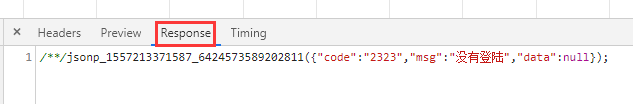 × Headers Preview Response Timing
1 /**/jsonp_1557213371587_6424573589202811({"code":"2323","msg":"没有登陆","data":null});